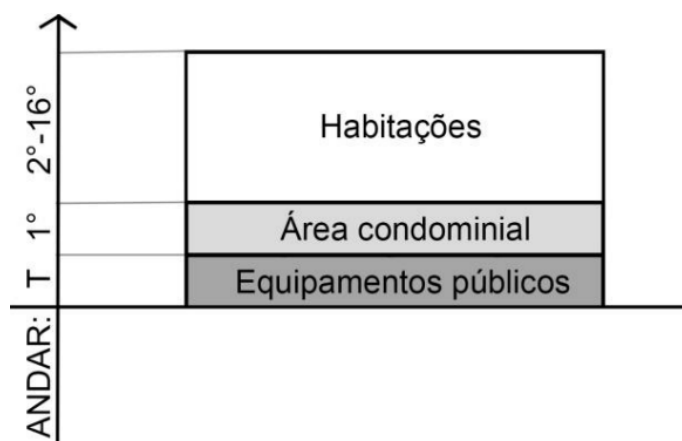 2°-16°
Habitações
1°
Área condominial
T
Equipamentos públicos
ANDAR: